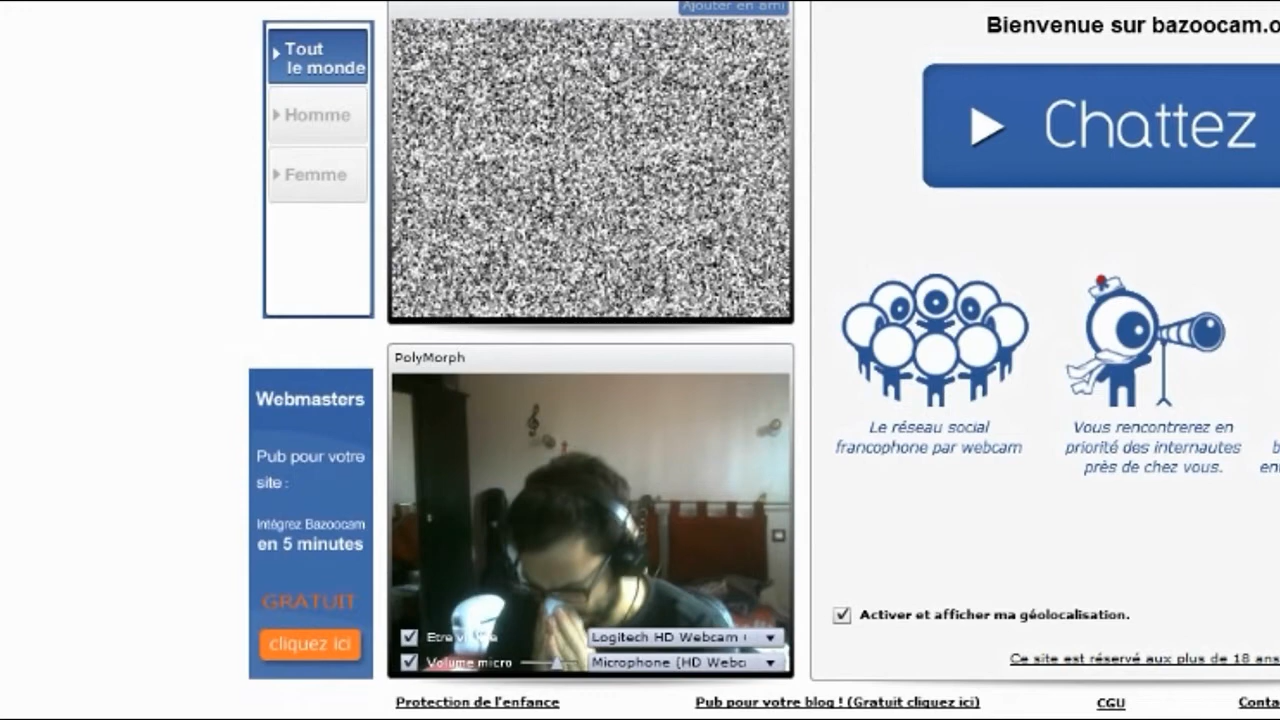 Ajouter en ami
Tout
le monde
Homme
Femme
Bienvenue sur bazoocam.o
Chattez
Le réseau social
francophone par webcam
Vous rencontrerez en
priorité des internautes
près de chez vous.
PolyMorph
Webmasters
Pub pour votre
site :
Intégrez Bazoocam
en 5 minutes
GRATUIT
cliquez ici
Etre
Logitech HD Webcam
Volume micro
Microphone (HD Webc
Activer et afficher ma géolocalisation.
Ce site est réservé aux plus de 18 ans
Protection de l'enfance
Pub pour votre blog ! (Gratuit cliquez ici)
CGU
Conta